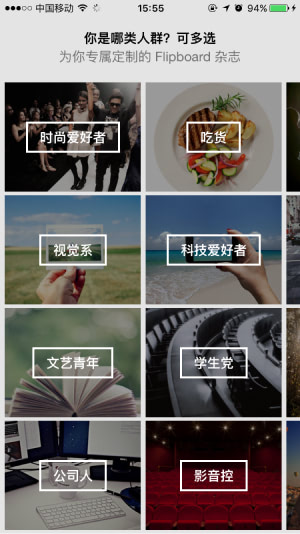 中国移动
15:55
94%
你是哪类人群？可多选
为你专属定制的 Flipboard 杂志
时尚爱好者
吃货
视觉系
科技爱好者
文艺青年
学生党
公司人
影音控